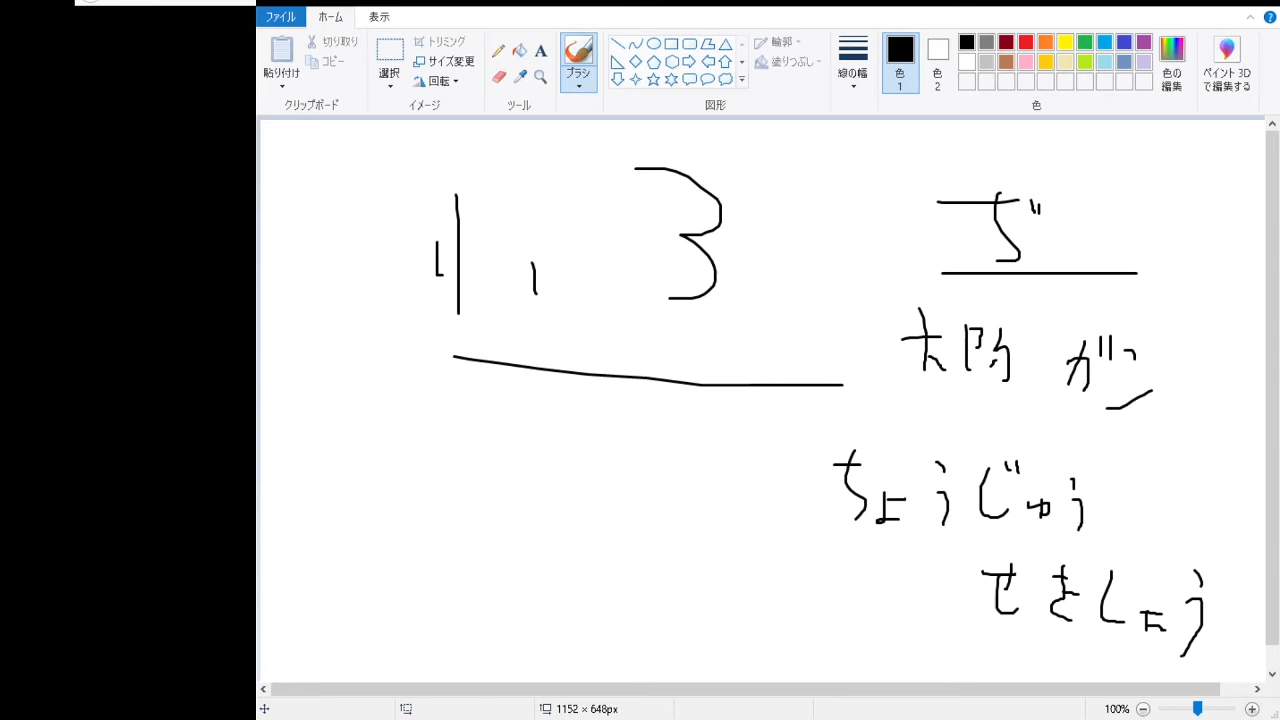 ファイル ホーム 表示
貼り付け 切り取り コピー
選択 トリミング サイズ変更 回転
A
ブラシ
輪郭 塗りつぶし
線の幅
色 1
色 2
色の編集
ペイント 3D で編集する
クリップボード イメージ ツール 図形 色
3
ちょうじゅう
せきしょう
1152 × 648px 100%